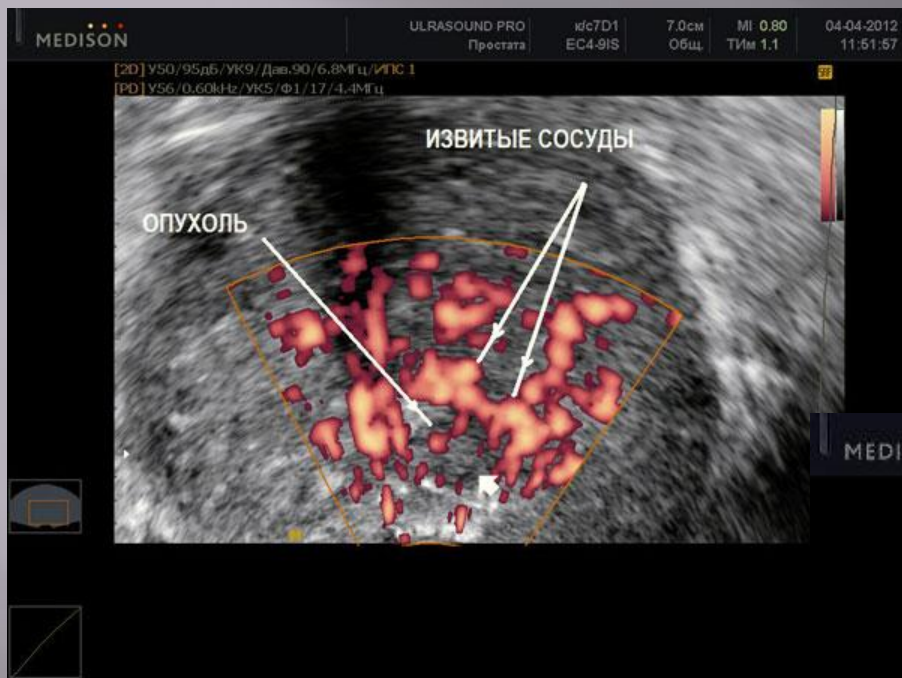 MEDISON
ULRASOUND PRO к/с7D1 7.0см MI 0.80 04-04-2012
Простата EC4-9IS Общ. ТИм 1.1 11:51:57
[2D] У50/95дБ/УК9/Дав.90/6.8МГц/ИПС 1
[PD] У56/0.60kHz/УК5/Ф1/17/4.4МГц
ИЗВИТЫЕ СОСУДЫ
ОПУХОЛЬ
MEDI